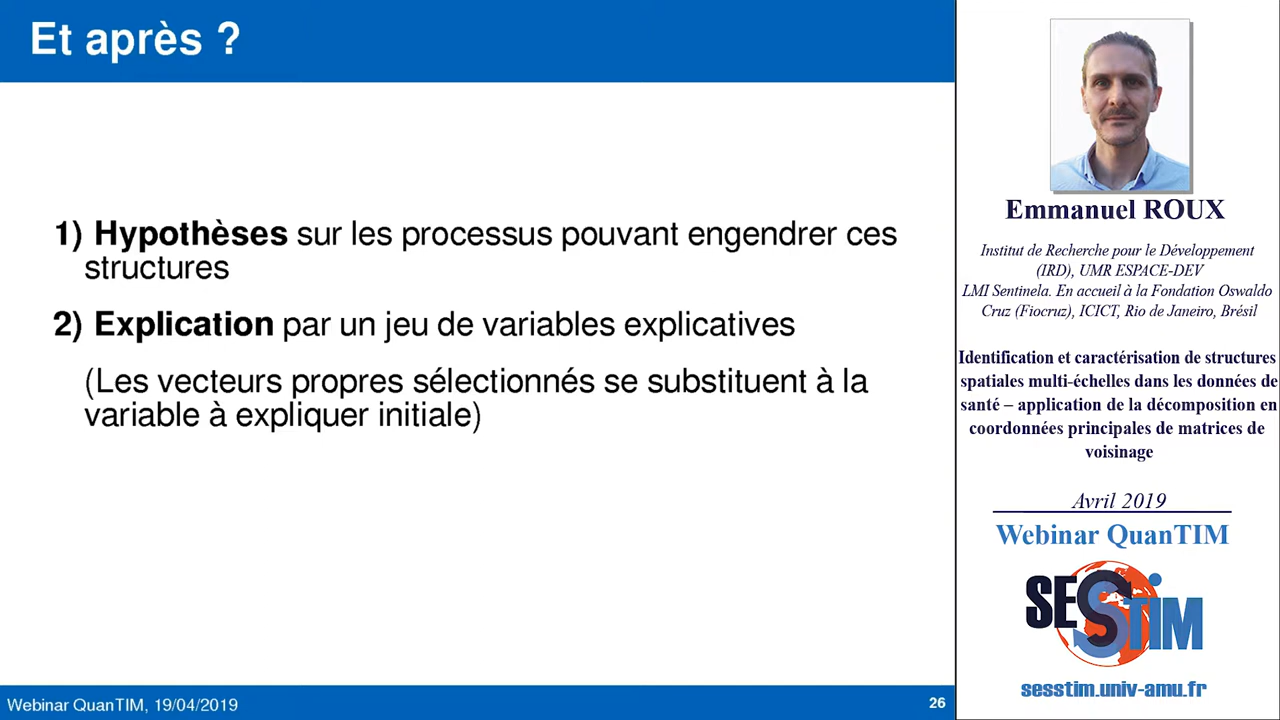 Et après ?
1) Hypothèses sur les processus pouvant engendrer ces
structures
2) Explication par un jeu de variables explicatives
(Les vecteurs propres sélectionnés se substituent à la
variable à expliquer initiale)
Webinar QuanTIM, 19/04/2019
26
Emmanuel ROUX
Institut de Recherche pour le Développement
(IRD), UMR ESPACE-DEV
LMI Sentinela. En accueil à la Fondation Oswaldo
Cruz (Fiocruz), ICICT, Rio de Janeiro, Brésil
Identification et caractérisation de structures
spatiales multi-échelles dans les données de
santé – application de la décomposition en
coordonnées principales de matrices de
voisinage
Avril 2019
Webinar QuanTIM
SESSTIM
sesstim.univ-amu.fr